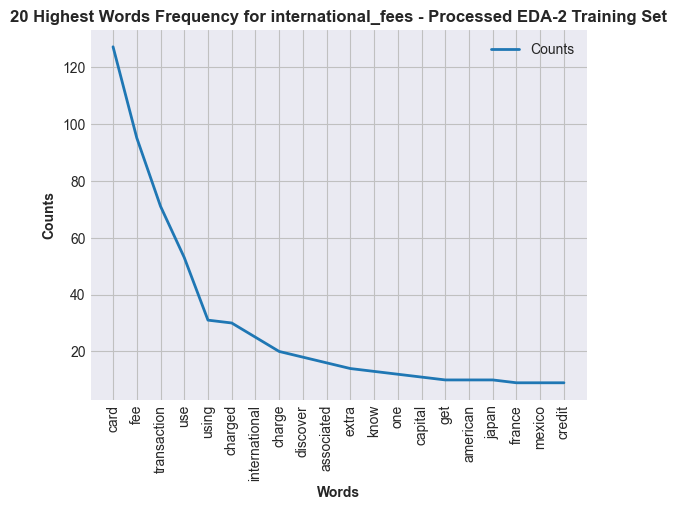 20 Highest Words Frequency for international_fees - Processed EDA-2 Training Set
Counts
120
100
80
60
40
20
Counts
card
fee
transaction
use
using
charged
international
charge
discover
associated
extra
know
one
capital
get
american
japan
france
mexico
credit
Words